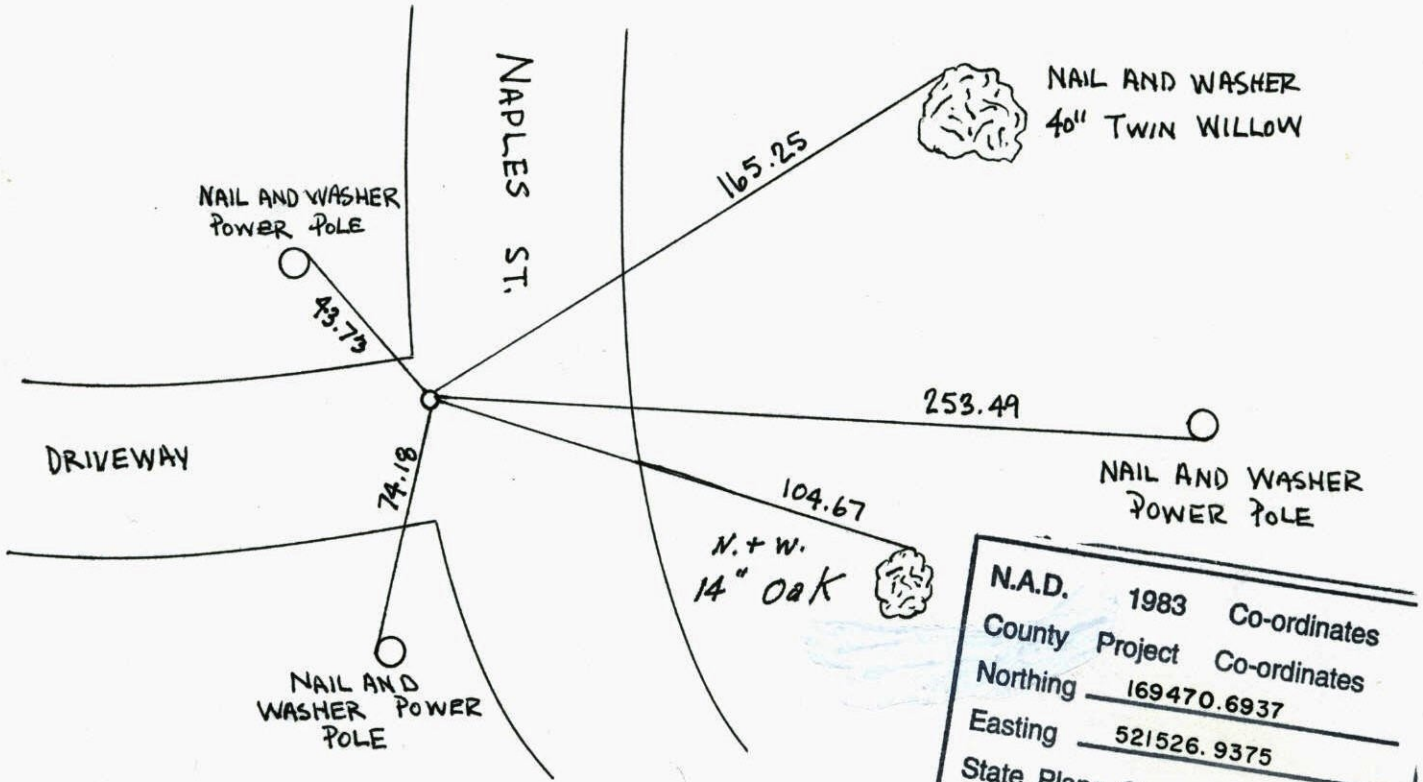 NAPLES ST.
NAIL AND WASHER
40" TWIN WILLOW
165.25
NAIL AND WASHER
POWER POLE
43.73
253.49
NAIL AND WASHER
POWER POLE
DRIVEWAY
74.18
104.67
N. + W.
14" Oak
NAIL AND
WASHER POWER
POLE
N.A.D. 1983 Co-ordinates
County Project Co-ordinates
Northing 169470.6937
Easting 521526.9375
State